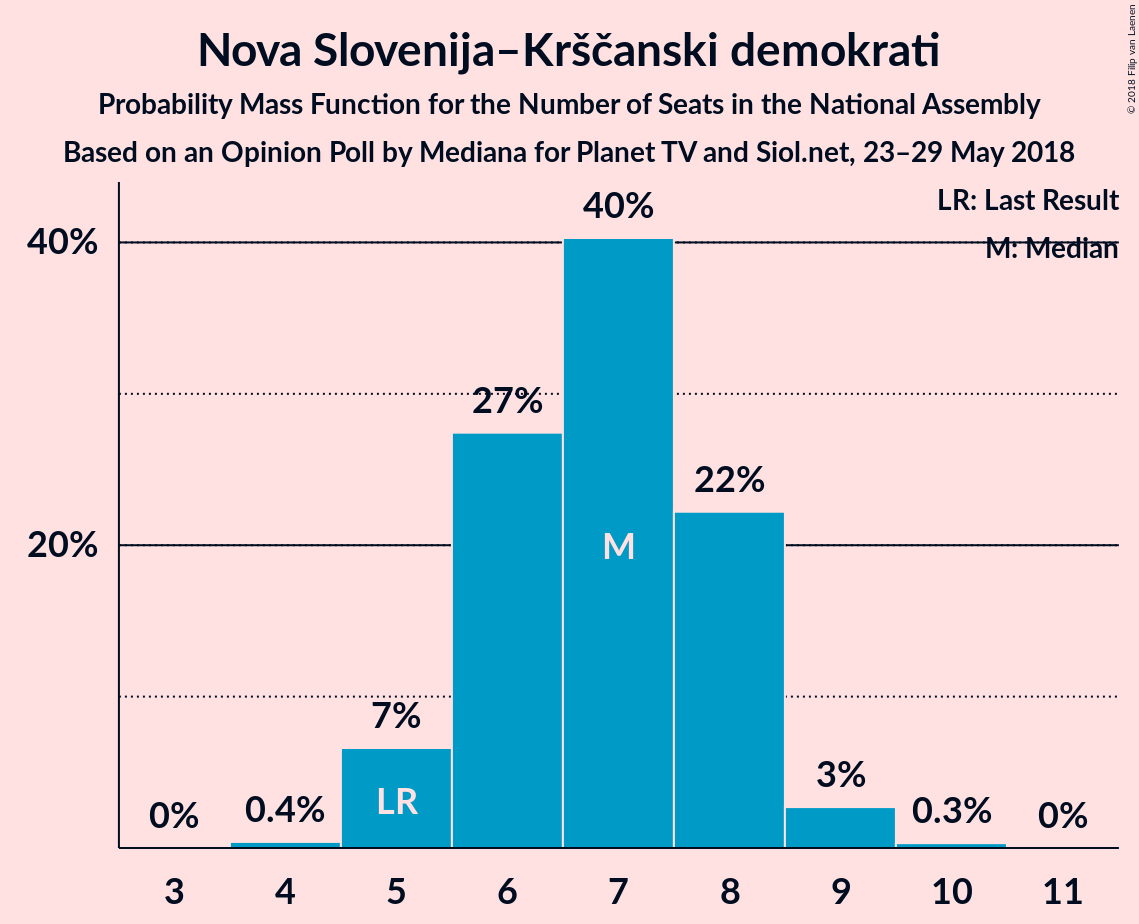 Nova Slovenija–Krščanski demokrati
Probability Mass Function for the Number of Seats in the National Assembly
Based on an Opinion Poll by Mediana for Planet TV and Siol.net, 23–29 May 2018
© 2018 Filip van Laenen
LR: Last Result
M: Median
40%
20%
0%
0.4%
7%
27%
40%
22%
3%
0.3%
0%
LR
M
3 4 5 6 7 8 9 10 11